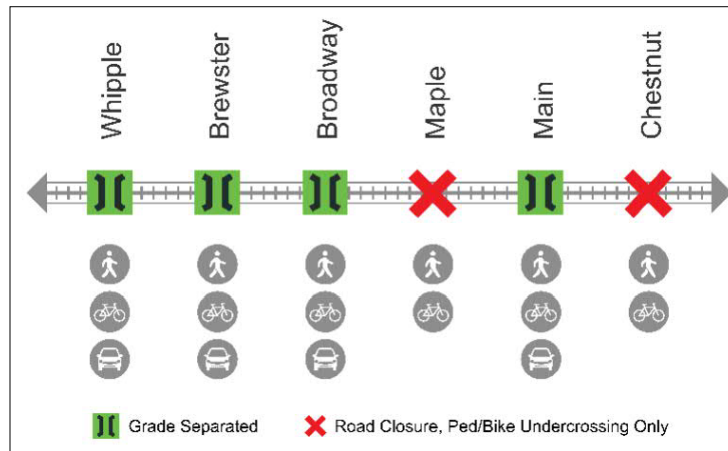 Whipple
Brewster
Broadway
Maple
Main
Chestnut
Grade Separated
Road Closure, Ped/Bike Undercrossing Only